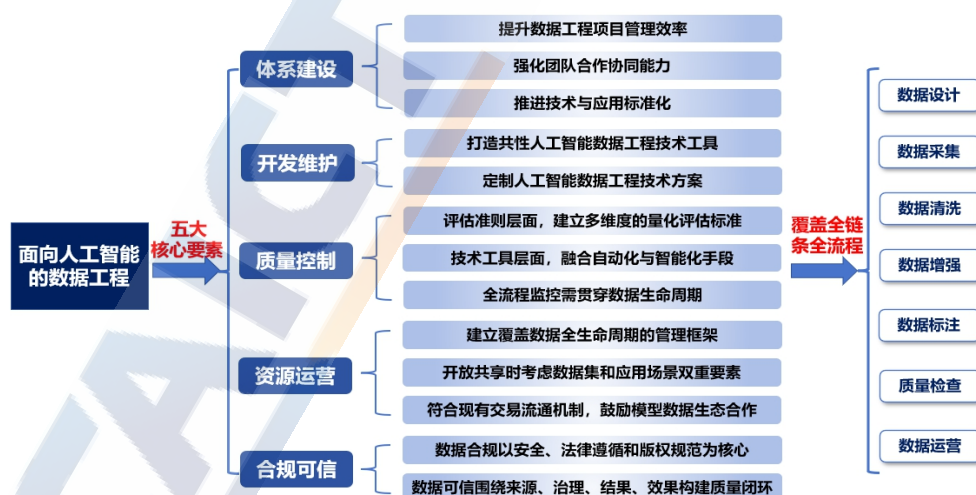 面向人工智能
的数据工程
五大
核心要素
体系建设
提升数据工程项目管理效率
强化团队合作协同能力
推进技术与应用标准化
开发维护
打造共性人工智能数据工程技术工具
定制人工智能数据工程技术方案
质量控制
评估准则层面，建立多维度的量化评估标准
技术工具层面，融合自动化与智能化手段
全流程监控需贯穿数据生命周期
资源运营
建立覆盖数据全生命周期的管理框架
开放共享时考虑数据集和应用场景双重要素
符合现有交易流通机制，鼓励模型数据生态合作
合规可信
数据合规以安全、法律遵循和版权规范为核心
数据可信围绕来源、治理、结果、效果构建质量闭环
覆盖全链
条全流程
数据设计
数据采集
数据清洗
数据增强
数据标注
质量检查
数据运营